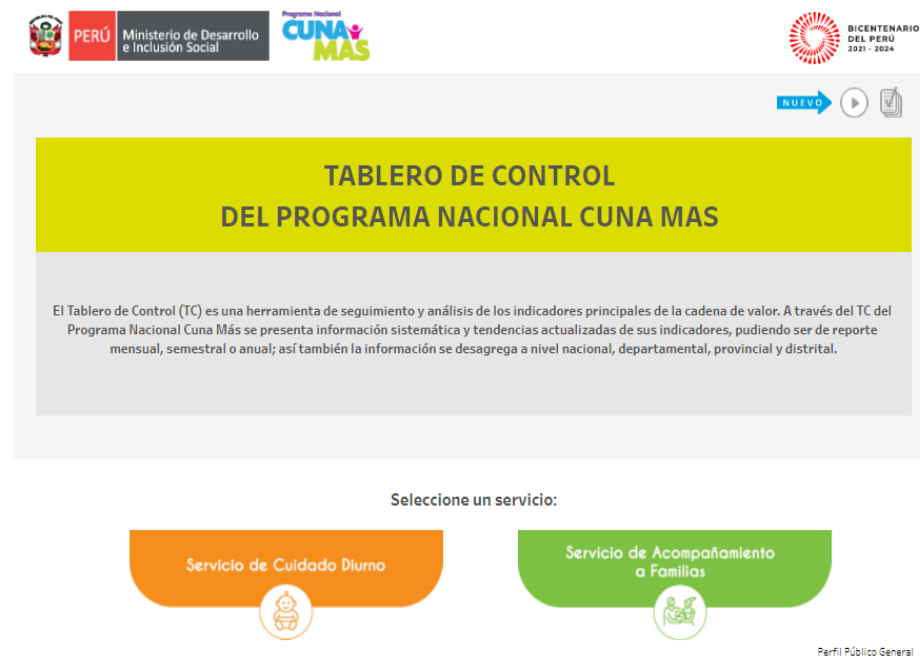 PERÚ
Ministerio de Desarrollo
e Inclusión Social
Programa Nacional
CUNA
MAS
BICENTENARIO
DEL PERÚ
2021 - 2024
NUEVO
TABLERO DE CONTROL
DEL PROGRAMA NACIONAL CUNA MAS
El Tablero de Control (TC) es una herramienta de seguimiento y análisis de los indicadores principales de la cadena de valor. A través del TC del
Programa Nacional Cuna Más se presenta información sistemática y tendencias actualizadas de sus indicadores, pudiendo ser de reporte
mensual, semestral o anual; así también la información se desagrega a nivel nacional, departamental, provincial y distrital.
Seleccione un servicio:
Servicio de Cuidado Diurno
Servicio de Acompañamiento
a Familias
Perfil Público General